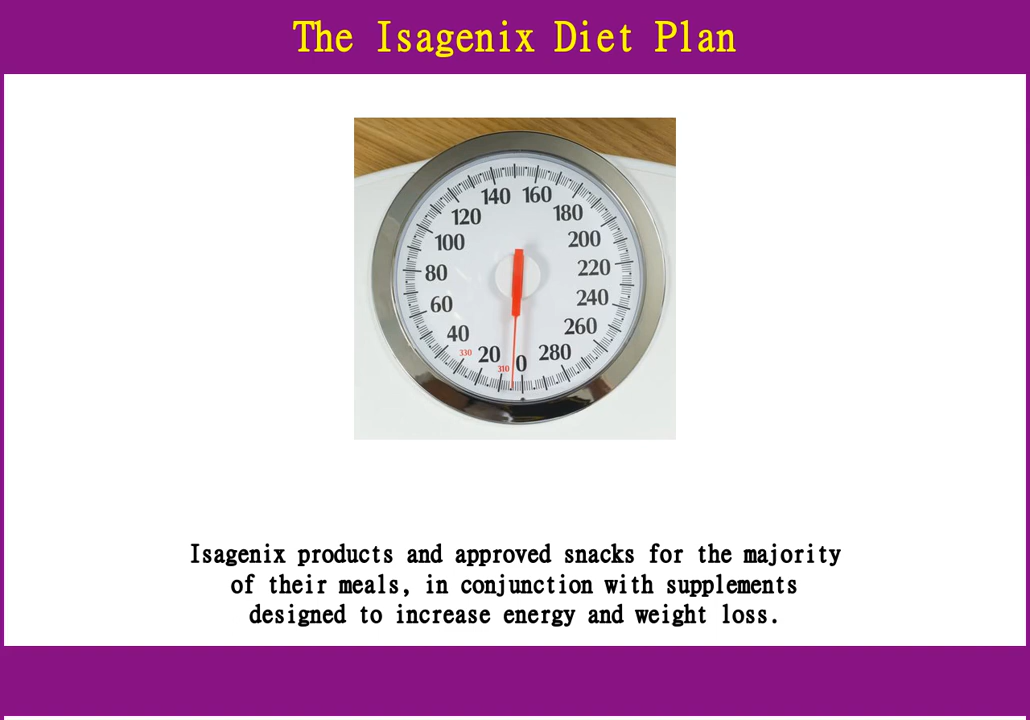 The Isagenix Diet Plan
140 160
120 180
100 200
80 220
60 240
40 260
330 20 310 0 280
Isagenix products and approved snacks for the majority
of their meals, in conjunction with supplements
designed to increase energy and weight loss.